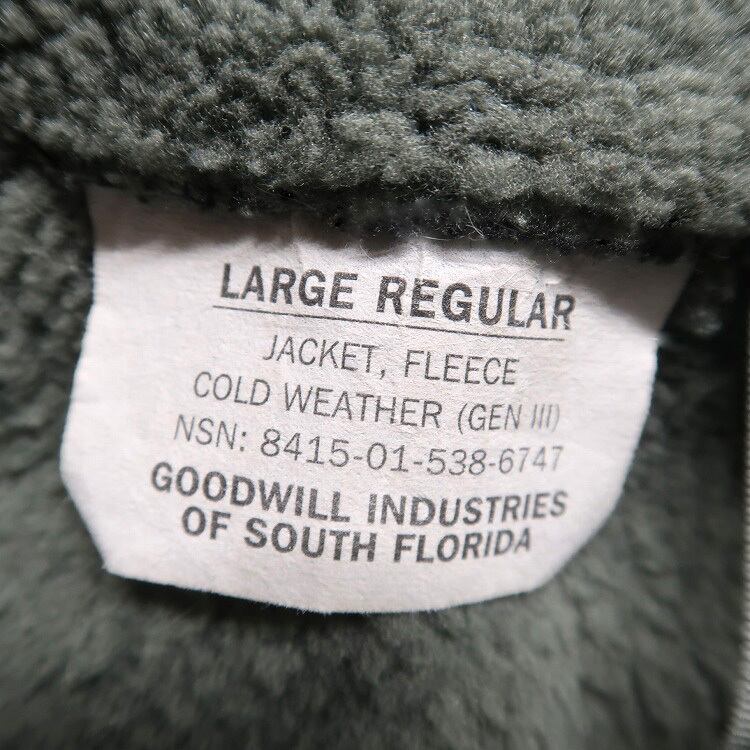 LARGE REGULAR
JACKET, FLEECE
COLD WEATHER (GEN III)
NSN: 8415-01-538-6747
GOODWILL INDUSTRIES
OF SOUTH FLORIDA